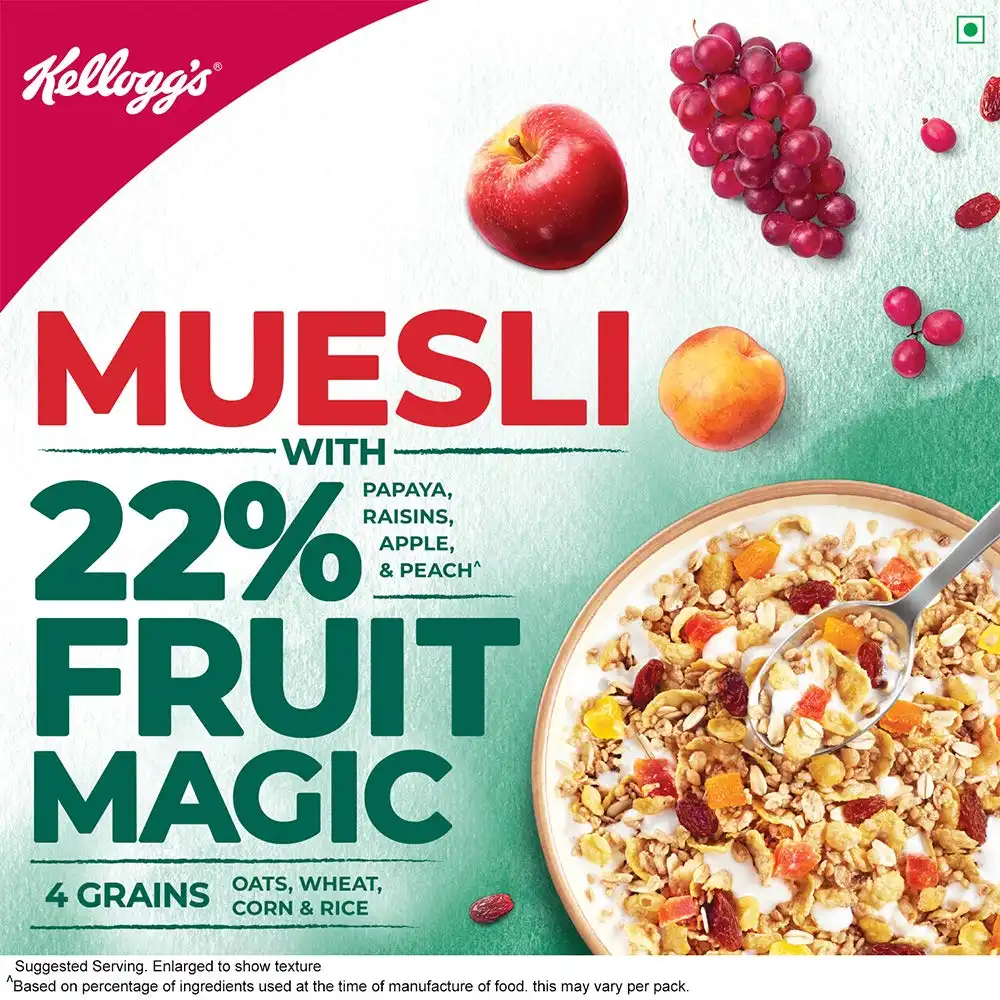 Kellogg's®
MUESLI
WITH
22%
PAPAYA,
RAISINS,
APPLE,
& PEACH^
FRUIT
MAGIC
4 GRAINS
OATS, WHEAT,
CORN & RICE
Suggested Serving. Enlarged to show texture
^Based on percentage of ingredients used at the time of manufacture of food. this may vary per pack.